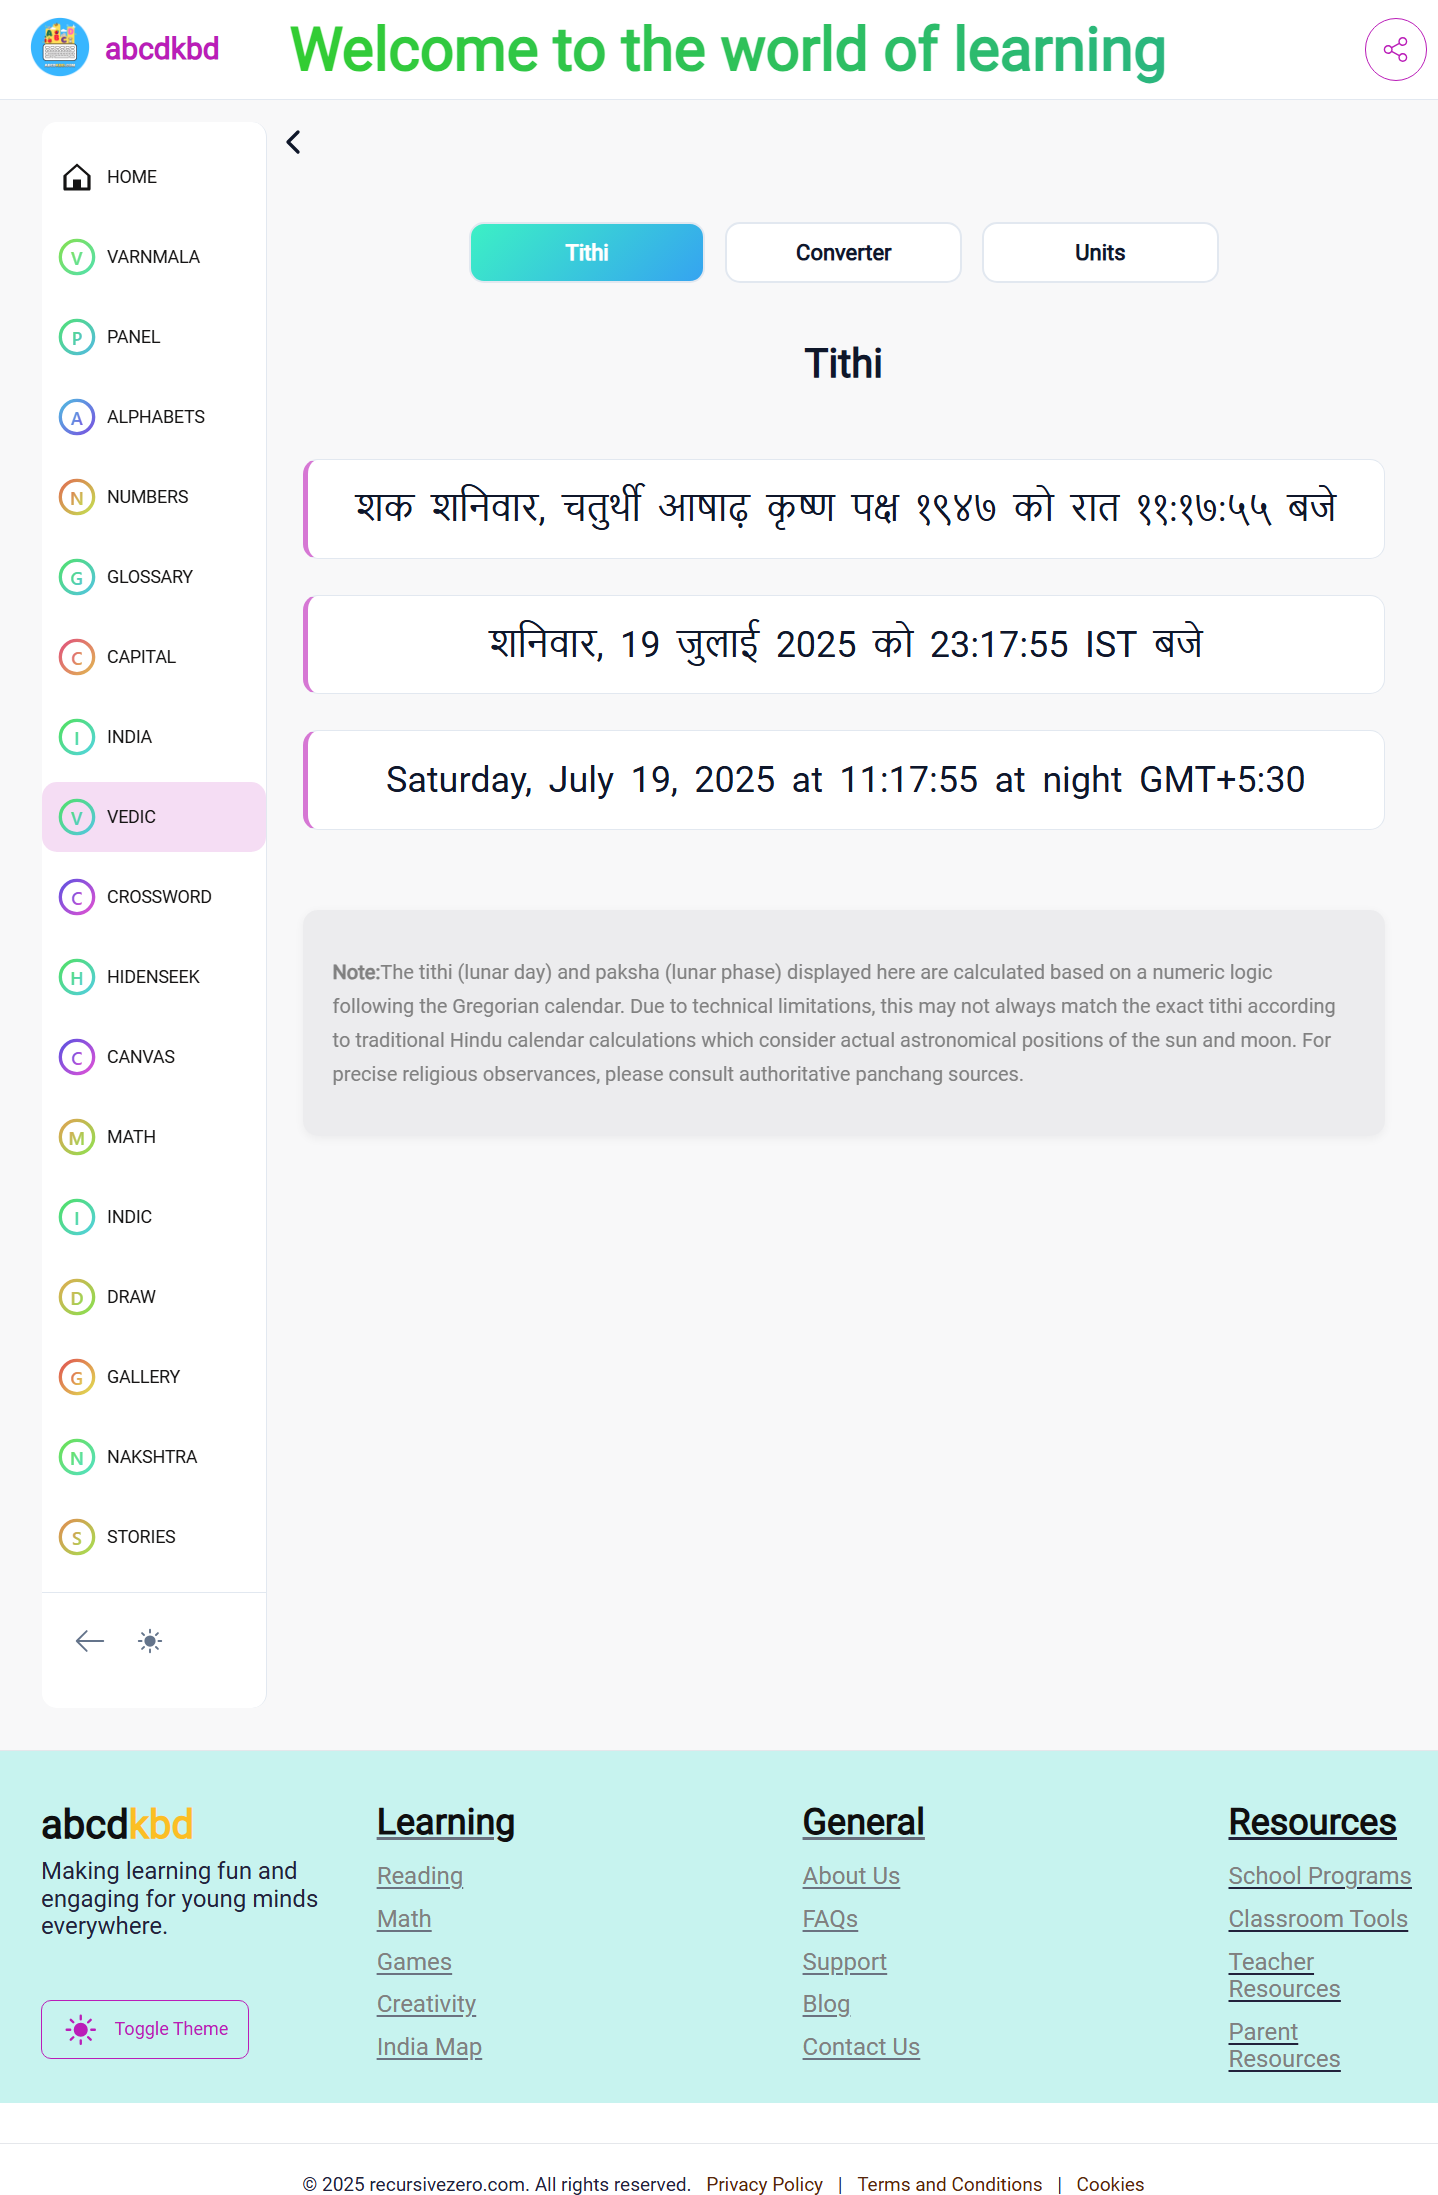 abcdkbd
Welcome to the world of learning
HOME
V VARNMALA
P PANEL
A ALPHABETS
N NUMBERS
G GLOSSARY
C CAPITAL
I INDIA
V VEDIC
C CROSSWORD
H HIDENSEEK
C CANVAS
M MATH
I INDIC
D DRAW
G GALLERY
N NAKSHTRA
S STORIES
Tithi Converter Units
Tithi
शक शनिवार, चतुर्थी आषाढ़ कृष्ण पक्ष १९४७ को रात ११:१७:५५ बजे
शनिवार, 19 जुलाई 2025 को 23:17:55 IST बजे
Saturday, July 19, 2025 at 11:17:55 at night GMT+5:30
Note:The tithi (lunar day) and paksha (lunar phase) displayed here are calculated based on a numeric logic
following the Gregorian calendar. Due to technical limitations, this may not always match the exact tithi according
to traditional Hindu calendar calculations which consider actual astronomical positions of the sun and moon. For
precise religious observances, please consult authoritative panchang sources.
abcdkbd
Making learning fun and
engaging for young minds
everywhere.
Toggle Theme
Learning
Reading
Math
Games
Creativity
India Map
General
About Us
FAQs
Support
Blog
Contact Us
Resources
School Programs
Classroom Tools
Teacher
Resources
Parent
Resources
© 2025 recursivezero.com. All rights reserved. Privacy Policy | Terms and Conditions | Cookies